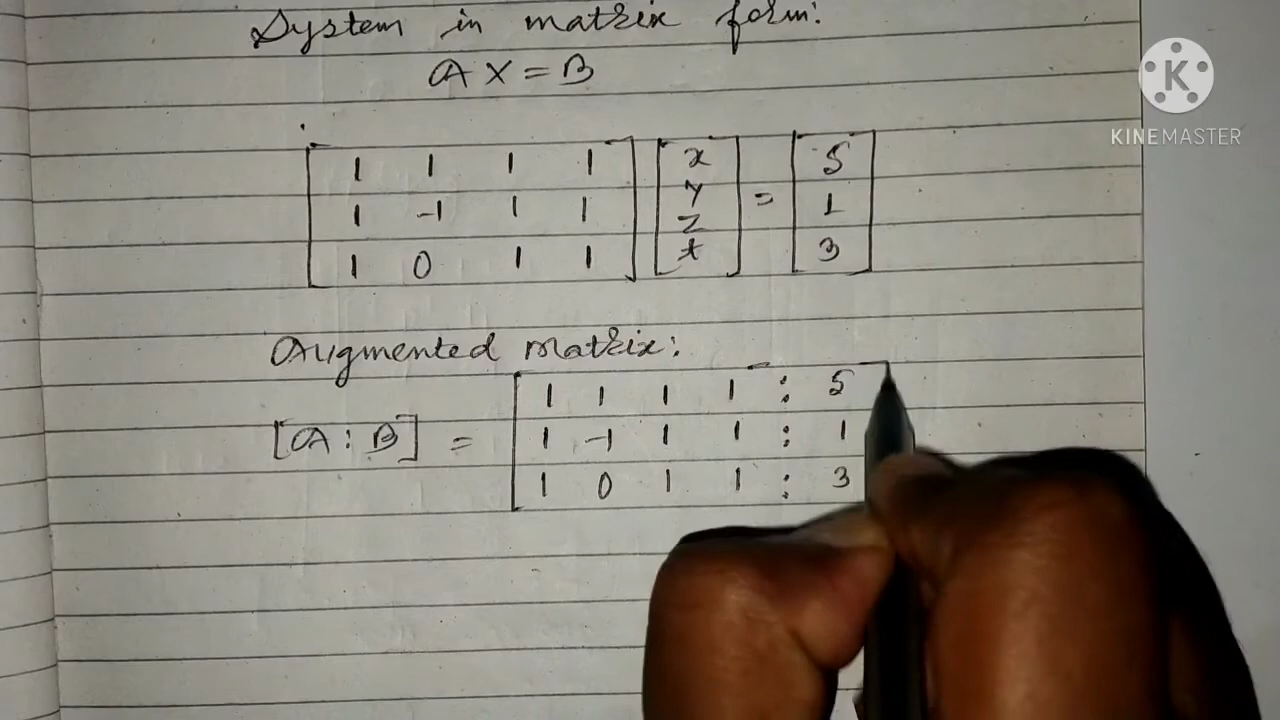 System in matrix form:
A X = B
K
KINEMASTER
1 1 1 1 x = 5
1 -1 1 1 y 1
z
1 0 1 1 t 3
Augmented matrix:
[A : B] =
1 1 1 1 : 5
1 -1 1 1 : 1
1 0 1 1 : 3